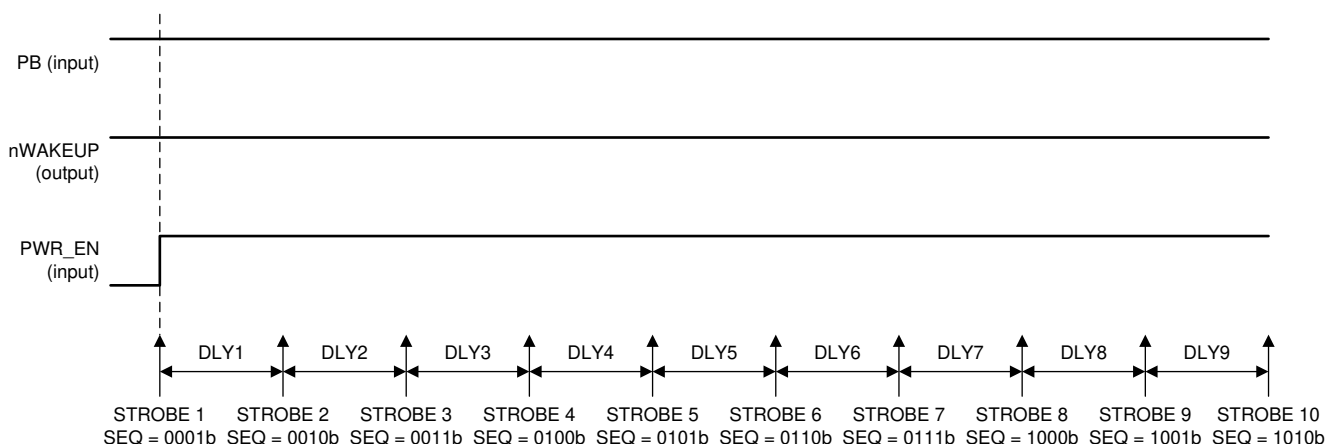 PB (input)
nWAKEUP
(output)
PWR_EN
(input)
DLY1 DLY2 DLY3 DLY4 DLY5 DLY6 DLY7 DLY8 DLY9
STROBE 1 STROBE 2 STROBE 3 STROBE 4 STROBE 5 STROBE 6 STROBE 7 STROBE 8 STROBE 9 STROBE 10
SEQ = 0001b SEQ = 0010b SEQ = 0011b SEQ = 0100b SEQ = 0101b SEQ = 0110b SEQ = 0111b SEQ = 1000b SEQ = 1001b SEQ = 1010b